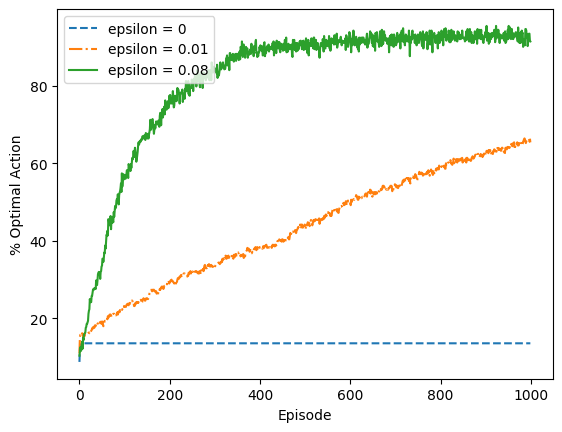 epsilon = 0
epsilon = 0.01
epsilon = 0.08
% Optimal Action
80
60
40
20
0
200
400
600
800
1000
Episode